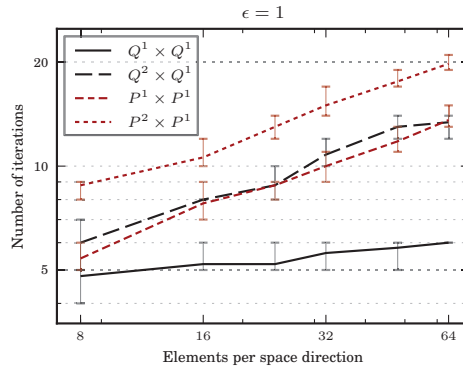 ϵ = 1
Q¹ × Q¹
Q² × Q¹
P¹ × P¹
P² × P¹
Number of iterations
20
10
5
8 16 32 64
Elements per space direction